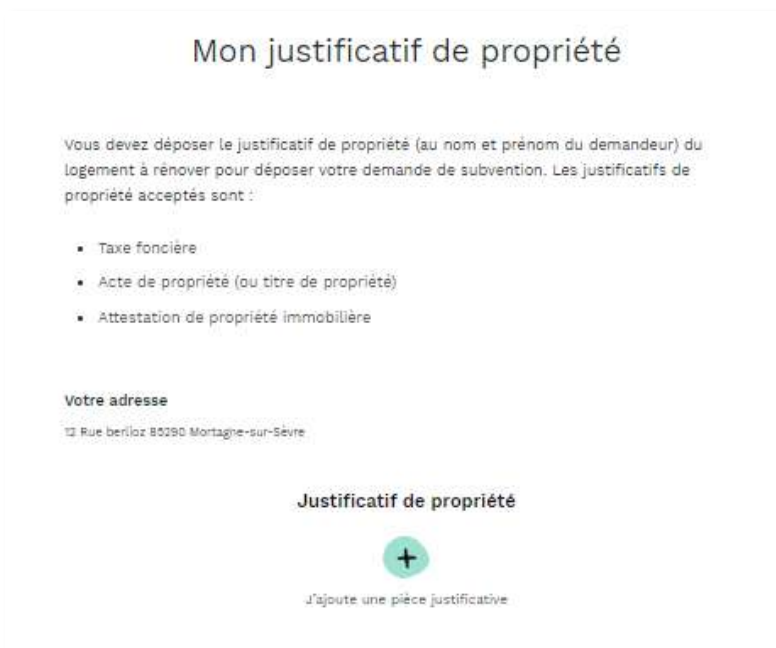 Mon justificatif de propriété
Vous devez déposer le justificatif de propriété (au nom et prénom du demandeur) du
logement à rénover pour déposer votre demande de subvention. Les justificatifs de
propriété acceptés sont :
• Taxe foncière
• Acte de propriété (ou titre de propriété)
• Attestation de propriété immobilière
Votre adresse
12 Rue berlioz 85290 Mortagne-sur-Sèvre
Justificatif de propriété
+
J'ajoute une pièce justificative